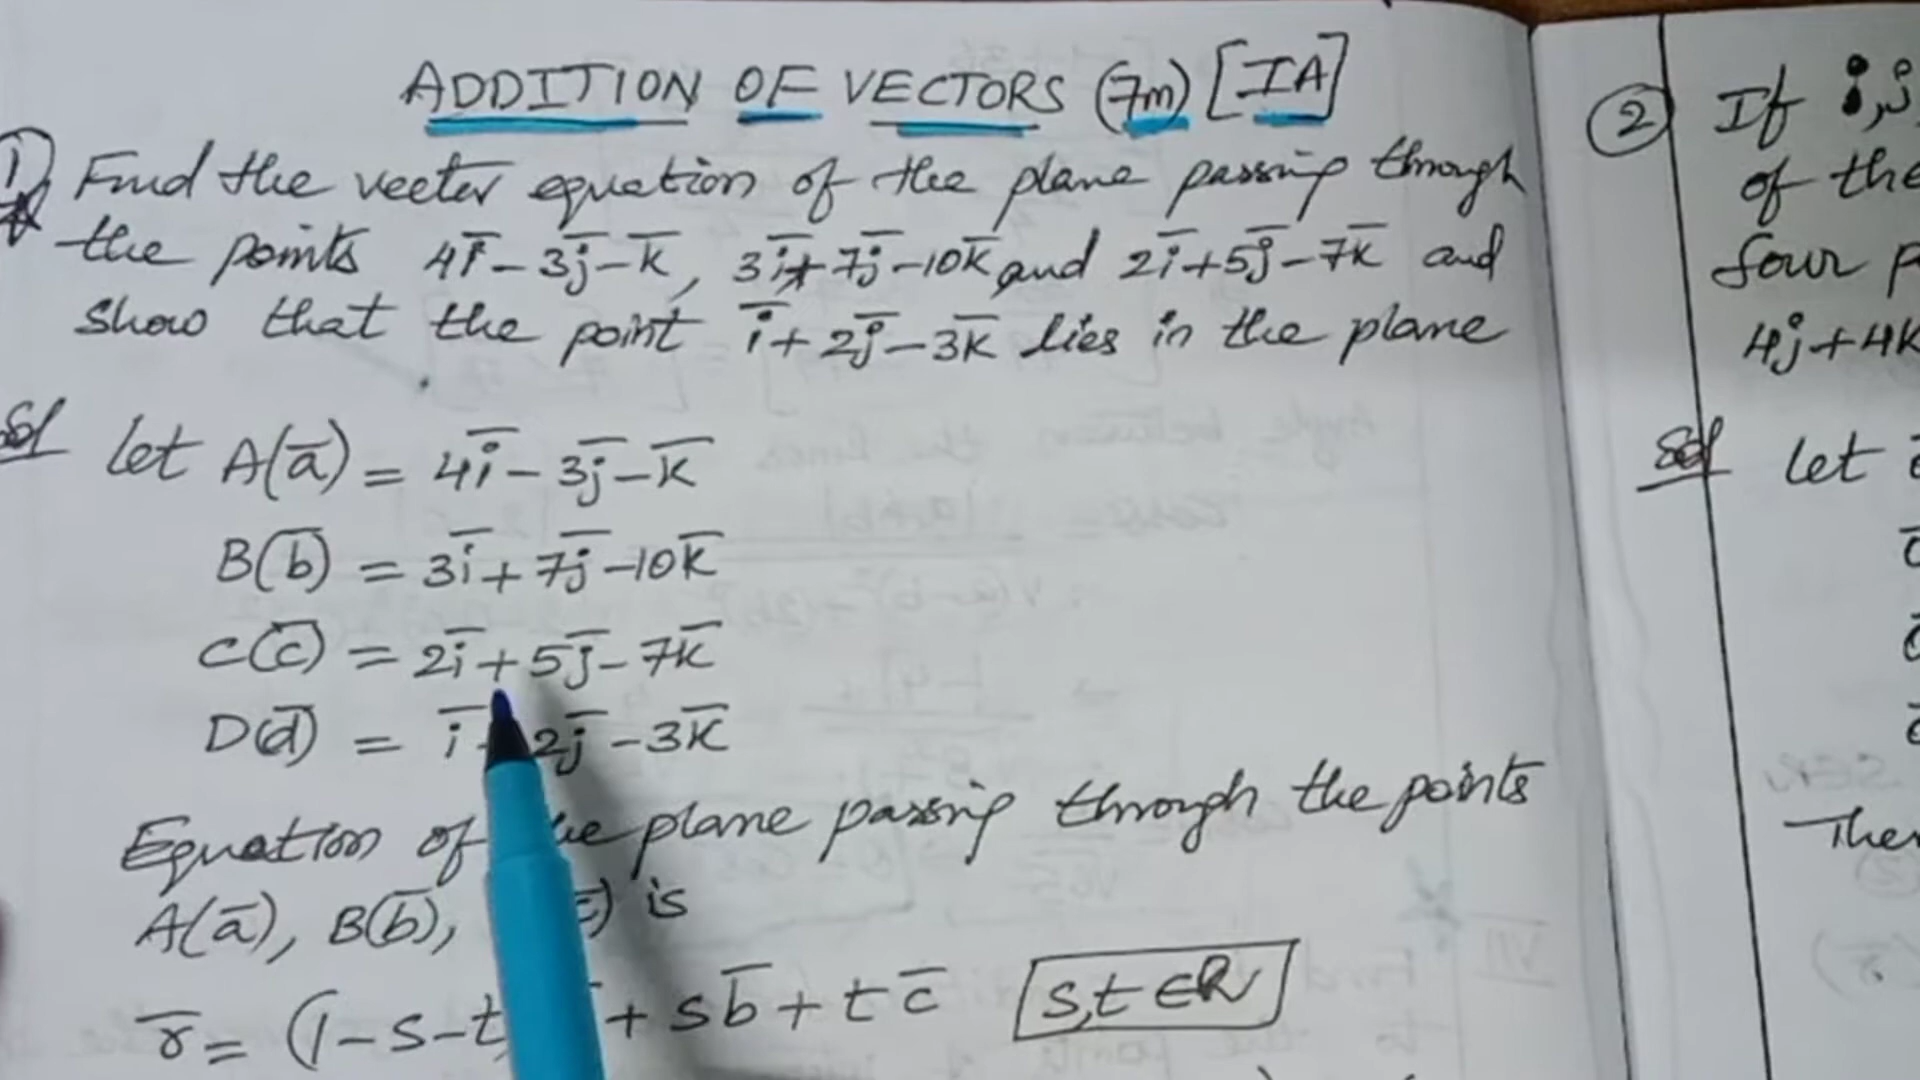 ADDITION OF VECTORS (7m) [IA]
1 Find the vector equation of the plane passing through
the points 4i̅ - 3j̅ - k̅, 3i̅ + 7j̅ - 10k̅ and 2i̅ + 5j̅ - 7k̅ and
show that the point i̅ + 2j̅ - 3k̅ lies in the plane
Sol let A(a̅) = 4i̅ - 3j̅ - k̅
B(b̅) = 3i̅ + 7j̅ - 10k̅
C(c̅) = 2i̅ + 5j̅ - 7k̅
D(d̅) = i̅ 2j̅ - 3k̅
Equation of plane passing through the points
A(a̅), B(b̅), is
r̅ = (1 - s - t + sb̅ + tc̅ s,t ∈ R
2 If i, j
of the
four
4j + 4k
Sol let